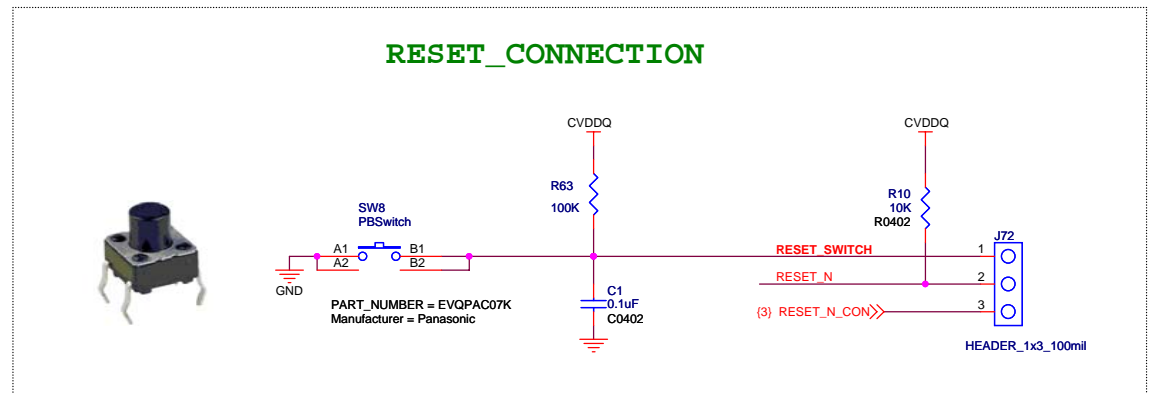 RESET_CONNECTION
CVDDQ
CVDDQ
R63
100K
R10
10K
R0402
SW8
PBSwitch
J72
A1
B1
RESET_SWITCH
1
A2
B2
RESET_N
2
GND
C1
0.1uF
C0402
{3} RESET_N_CON
3
PART_NUMBER = EVQPAC07K
Manufacturer = Panasonic
HEADER_1x3_100mil